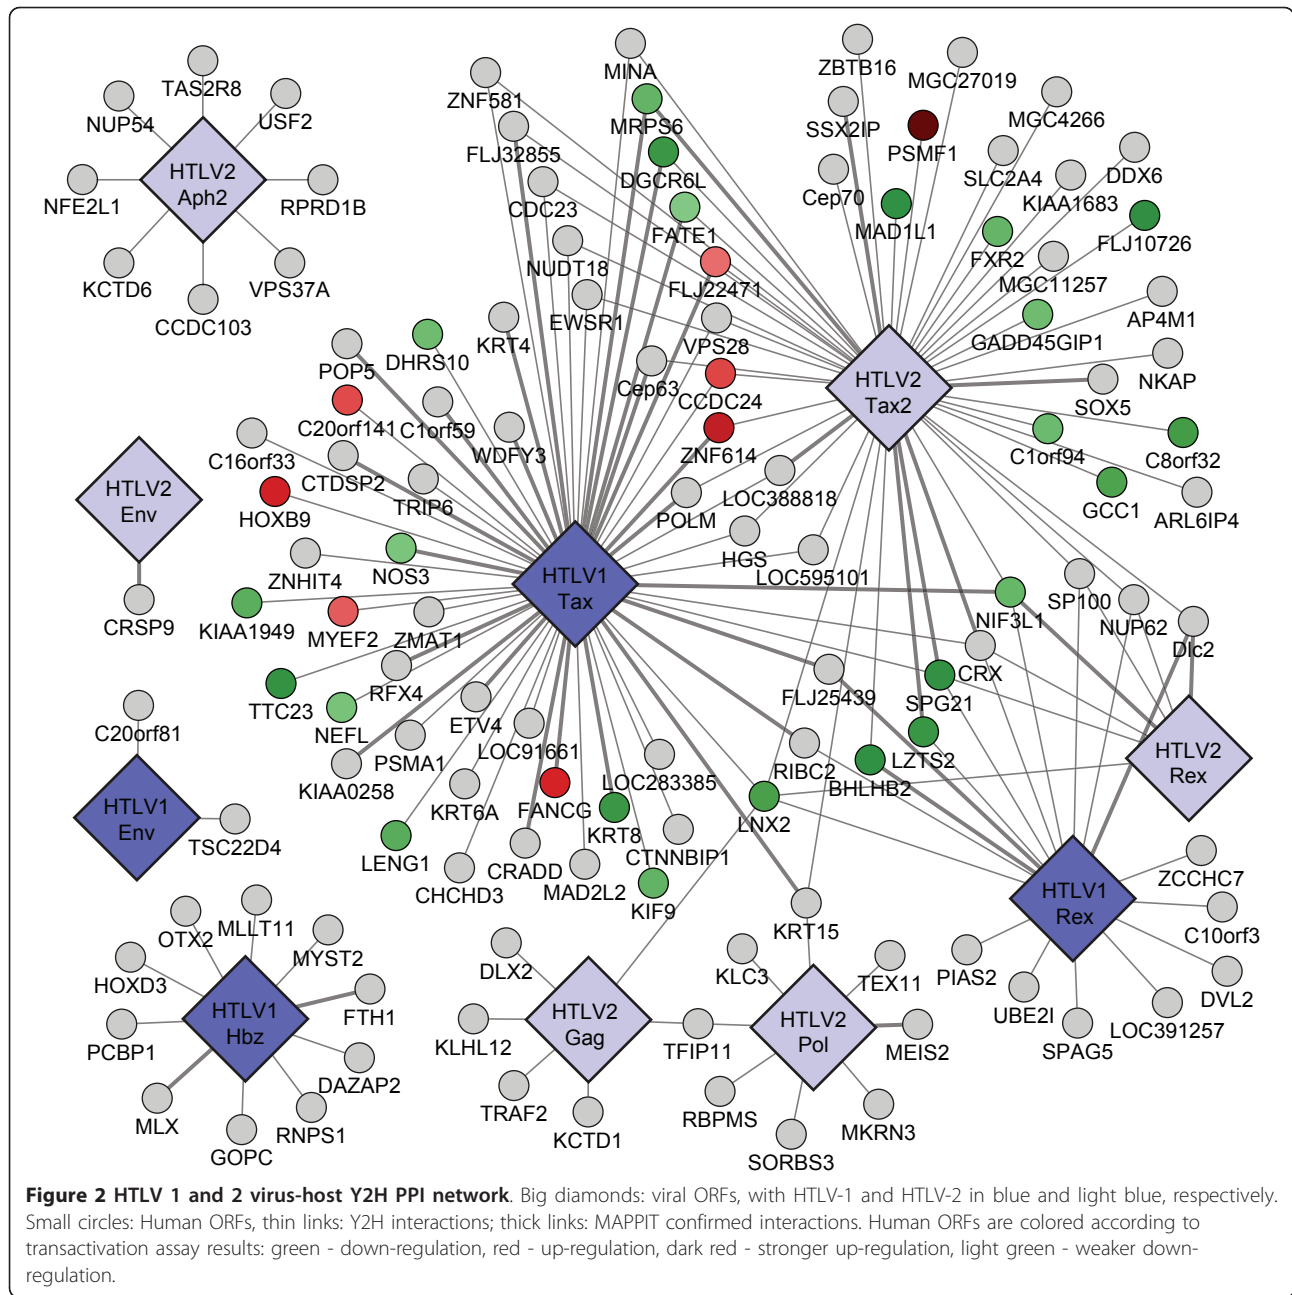 TAS2R8
NUP54
USF2
HTLV2
Aph2
NFE2L1
RPRD1B
KCTD6
VPS37A
CCDC103
MINA
ZNF581
MRPS6
FLJ32855
DGCR6L
CDC23
FATE1
NUDT18
FLJ22471
EWSR1
VPS28
KRT4
Cep63
CCDC24
ZNF614
ZBTB16
MGC27019
SSX2IP
PSMF1
MGC4266
Cep70
SLC2A4
DDX6
MAD1L1
KIAA1683
FXR2
FLJ10726
MGC11257
GADD45GIP1
AP4M1
HTLV2
Tax2
NKAP
SOX5
C1orf94
C8orf32
GCC1
ARL6IP4
POP5
DHRS10
C20orf141
C1orf59
C16orf33
CTDSP2
WDFY3
HOXB9
TRIP6
LOC388818
POLM
HGS
LOC595101
HTLV2
Env
CRSP9
ZNHIT4
NOS3
HTLV1
Tax
KIAA1949
MYEF2
ZMAT1
RFX4
TTC23
NEFL
ETV4
PSMA1
LOC91661
KIAA0258
KRT6A
FANCG
LOC283385
KRT8
LENG1
CHCHD3
CRADD
MAD2L2
CTNNBIP1
KIF9
NIF3L1
SP100
NUP62
Dlc2
CRX
FLJ25439
SPG21
LZTS2
RIBC2
BHLHB2
LNX2
HTLV2
Rex
C20orf81
HTLV1
Env
TSC22D4
HTLV1
Rex
ZCCHC7
C10orf3
PIAS2
DVL2
UBE2I
LOC391257
SPAG5
KRT15
OTX2
MLLT11
MYST2
HOXD3
HTLV1
Hbz
FTH1
PCBP1
DAZAP2
MLX
RNPS1
GOPC
DLX2
HTLV2
Gag
KLHL12
TRAF2
KCTD1
TFIP11
KLC3
TEX11
HTLV2
Pol
MEIS2
RBPMS
MKRN3
SORBS3
Figure 2 HTLV 1 and 2 virus-host Y2H PPI network. Big diamonds: viral ORFs, with HTLV-1 and HTLV-2 in blue and light blue, respectively.
Small circles: Human ORFs, thin links: Y2H interactions; thick links: MAPPIT confirmed interactions. Human ORFs are colored according to
transactivation assay results: green - down-regulation, red - up-regulation, dark red - stronger up-regulation, light green - weaker down-
regulation.